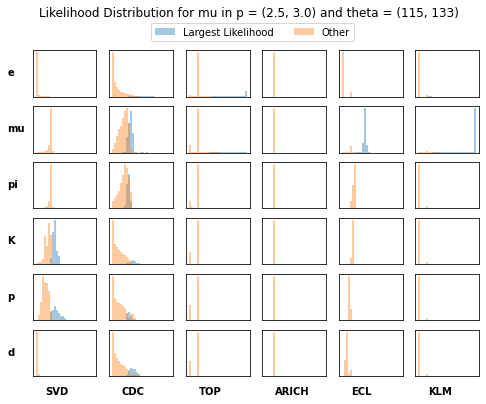 Likelihood Distribution for mu in p = (2.5, 3.0) and theta = (115, 133)
Largest Likelihood Other
e
mu
pi
K
p
d
SVD CDC TOP ARICH ECL KLM